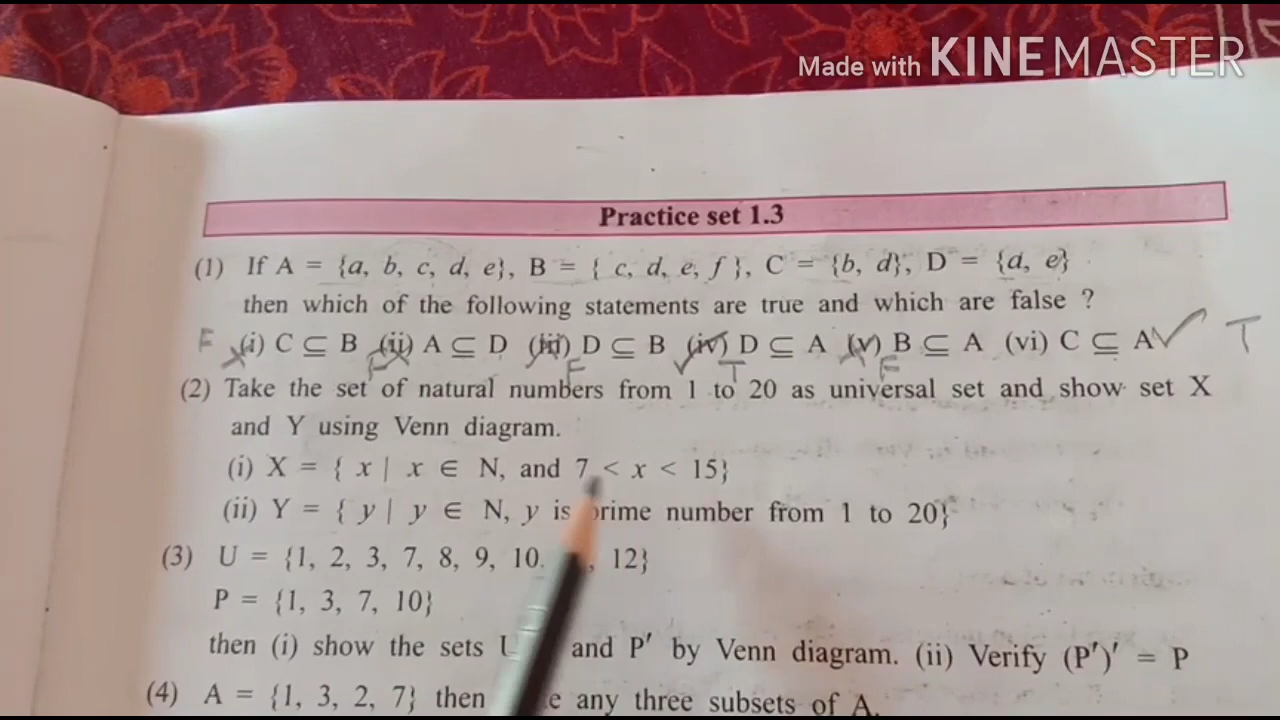 Made with KINEMASTER
Practice set 1.3
(1) If A = {a, b, c, d, e}, B = { c, d, e, f }, C = {b, d}, D = {a, e}
then which of the following statements are true and which are false ?
F (i) C ⊆ B (ii) A ⊆ D (iii) D ⊆ B (iv) D ⊆ A (v) B ⊆ A (vi) C ⊆ A ✓ T
F F ✓ T F
(2) Take the set of natural numbers from 1 to 20 as universal set and show set X
and Y using Venn diagram.
(i) X = { x | x ∈ N, and 7 < x < 15}
(ii) Y = { y | y ∈ N, y is prime number from 1 to 20}
(3) U = {1, 2, 3, 7, 8, 9, 10, , 12}
P = {1, 3, 7, 10}
then (i) show the sets U and P′ by Venn diagram. (ii) Verify (P′)′ = P
(4) A = {1, 3, 2, 7} then any three subsets of A.